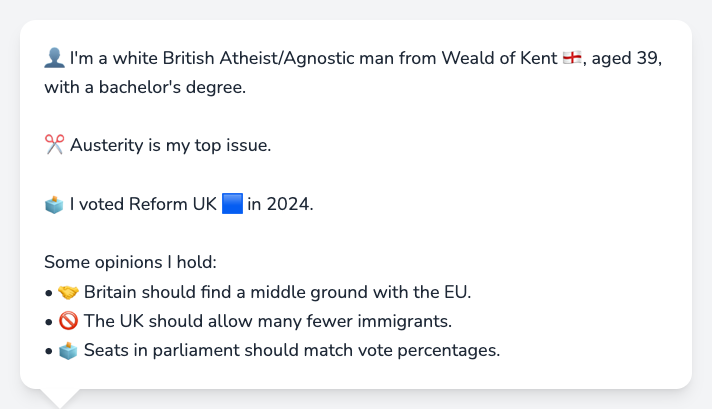 👤 I'm a white British Atheist/Agnostic man from Weald of Kent 🏴󠁧󠁢󠁥󠁮󠁧󠁿, aged 39,
with a bachelor's degree.
✂️ Austerity is my top issue.
🗳️ I voted Reform UK 🟦 in 2024.
Some opinions I hold:
• 🤝 Britain should find a middle ground with the EU.
• 🚫 The UK should allow many fewer immigrants.
• 🗳️ Seats in parliament should match vote percentages.